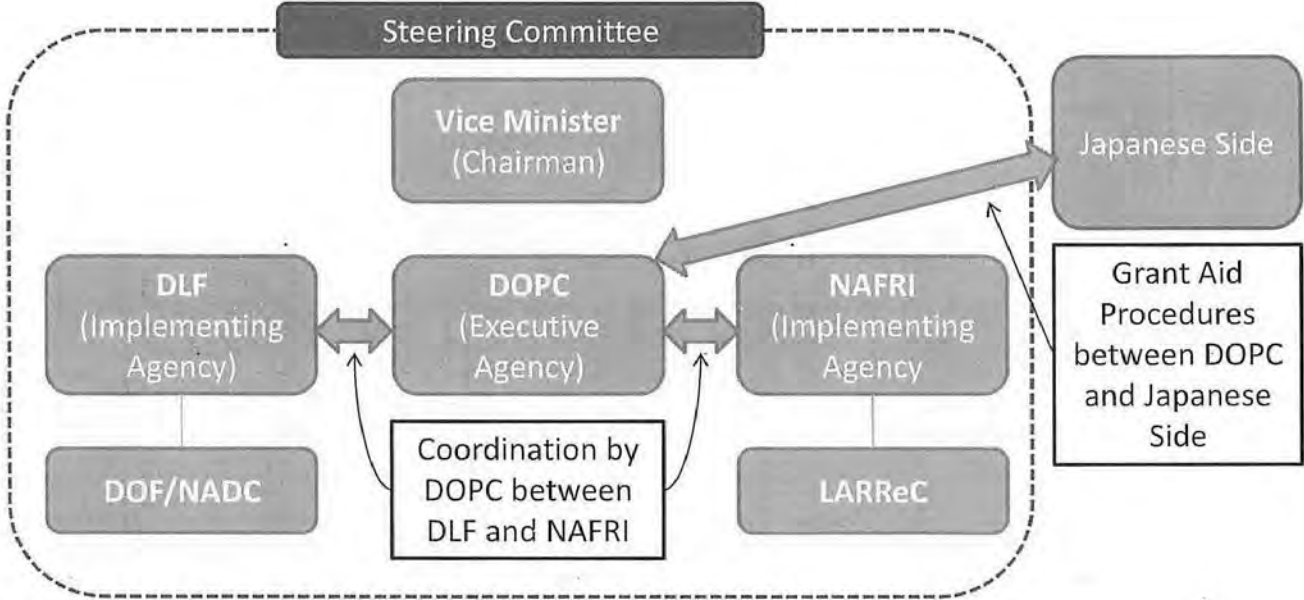 Steering Committee
Vice Minister
(Chairman)
Japanese Side
DLF
(Implementing
Agency)
DOPC
(Executive
Agency)
NAFRI
(Implementing
Agency
Grant Aid
Procedures
between DOPC
and Japanese
Side
DOF/NADC
Coordination by
DOPC between
DLF and NAFRI
LARReC